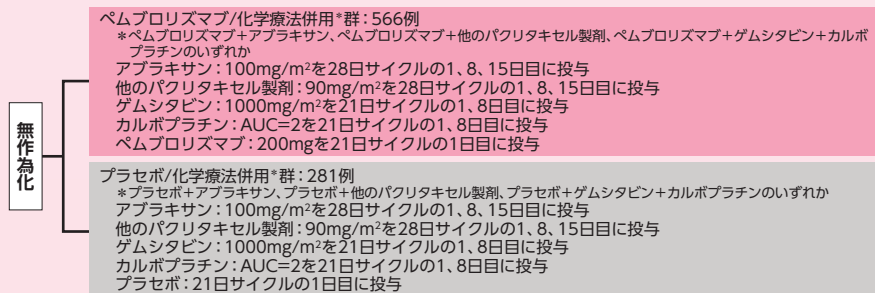 無作為化
ペムブロリズマブ/化学療法併用*群：566例
＊ペムブロリズマブ＋アブラキサン、ペムブロリズマブ＋他のパクリタキセル製剤、ペムブロリズマブ＋ゲムシタビン＋カルボ
プラチンのいずれか
アブラキサン：100mg/m²を28日サイクルの1、8、15日目に投与
他のパクリタキセル製剤：90mg/m²を28日サイクルの1、8、15日目に投与
ゲムシタビン：1000mg/m²を21日サイクルの1、8日目に投与
カルボプラチン：AUC=2を21日サイクルの1、8日目に投与
ペムブロリズマブ：200mgを21日サイクルの1日目に投与
プラセボ/化学療法併用*群：281例
＊プラセボ＋アブラキサン、プラセボ＋他のパクリタキセル製剤、プラセボ＋ゲムシタビン＋カルボプラチンのいずれか
アブラキサン：100mg/m²を28日サイクルの1、8、15日目に投与
他のパクリタキセル製剤：90mg/m²を28日サイクルの1、8、15日目に投与
ゲムシタビン：1000mg/m²を21日サイクルの1、8日目に投与
カルボプラチン：AUC=2を21日サイクルの1、8日目に投与
プラセボ：21日サイクルの1日目に投与